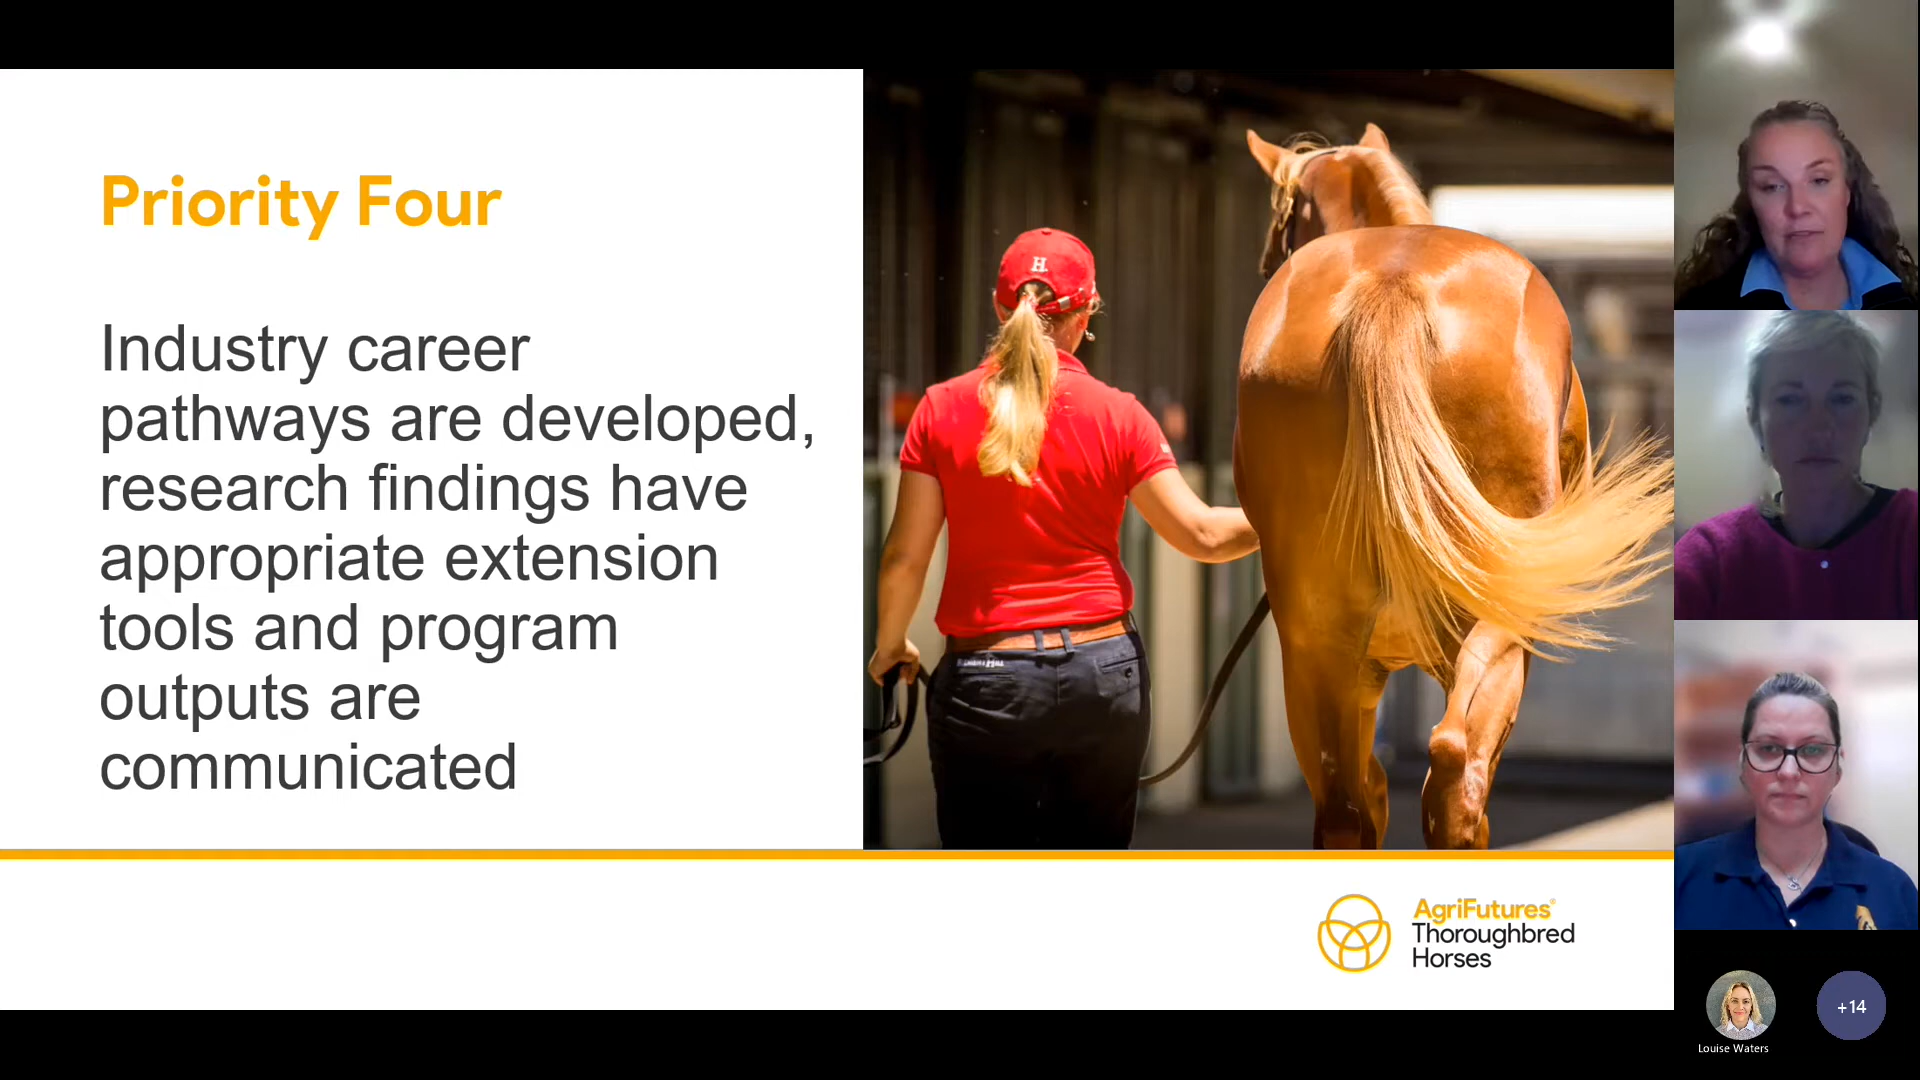 Priority Four
Industry career
pathways are developed,
research findings have
appropriate extension
tools and program
outputs are
communicated
H.
AgriFutures®
Thoroughbred
Horses
+14
Louise Waters